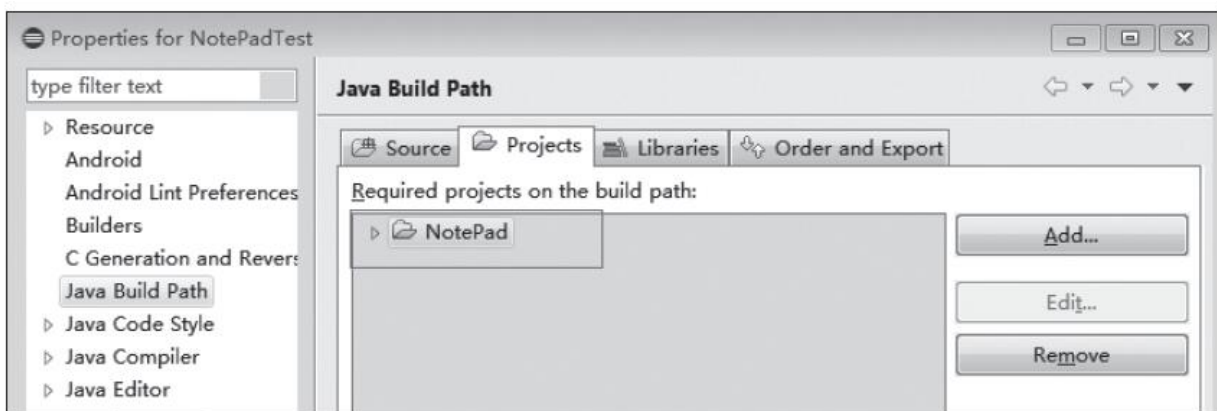 Properties for NotePadTest
type filter text
Resource
Android
Android Lint Preferences
Builders
C Generation and Revers
Java Build Path
Java Code Style
Java Compiler
Java Editor
Java Build Path
Source
Projects
Libraries
Order and Export
Required projects on the build path:
NotePad
Add...
Edit...
Remove